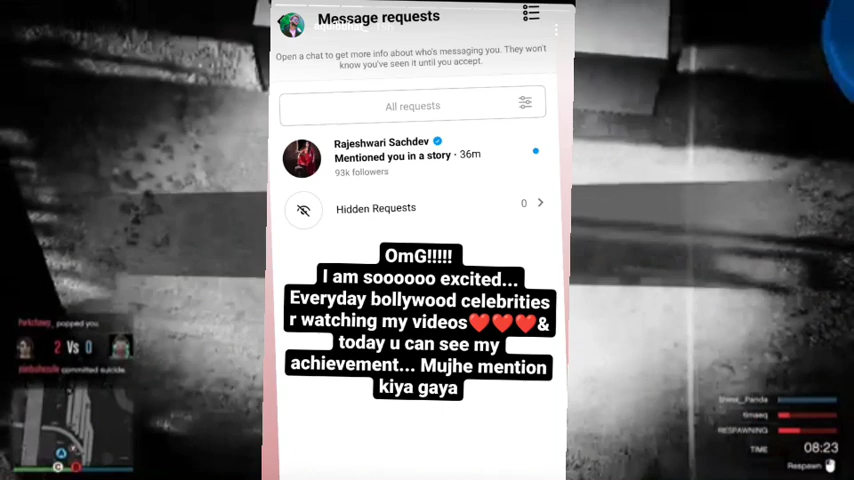 Message requests
Open a chat to get more info about who's messaging you. They won't
know you've seen it until you accept.
All requests
Rajeshwari Sachdev
Mentioned you in a story · 36m
93k followers
Hidden Requests
0
OmG!!!!!
I am soooooo excited...
Everyday bollywood celebrities
r watching my videos❤️❤️❤️&
today u can see my
achievement... Mujhe mention
kiya gaya
popped you.
2 Vs 0
committed suicide.
RESPAWNING
TIME 08:23
Respawn